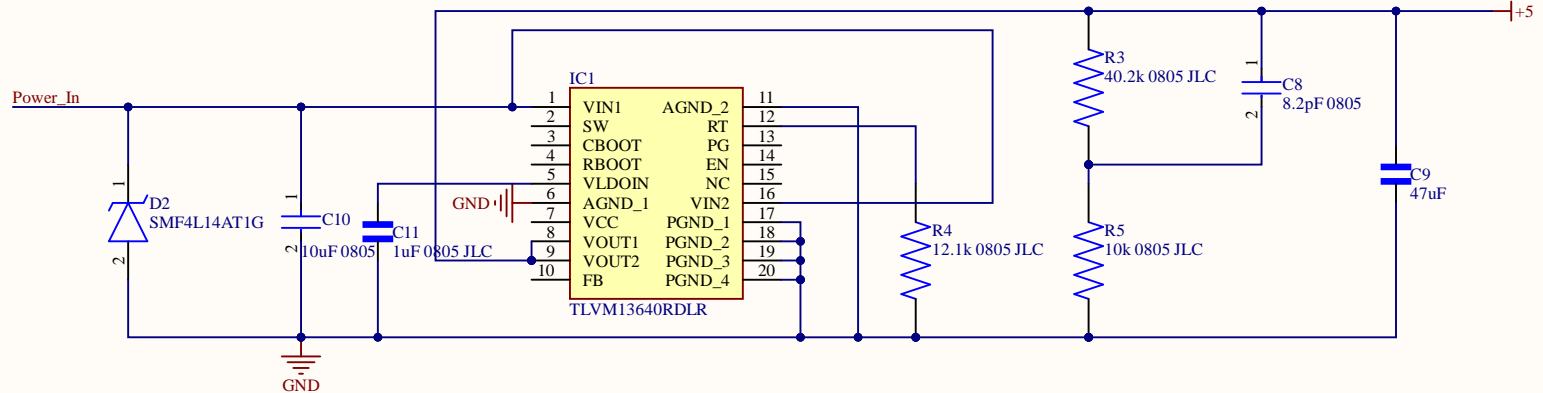 +5
Power_In
IC1
TLVM13640RDLR
1 VIN1
2 SW
3 CBOOT
4 RBOOT
5 VLDOIN
6 AGND_1
7 VCC
8 VOUT1
9 VOUT2
10 FB
AGND_2 11
RT 12
PG 13
EN 14
NC 15
VIN2 16
PGND_1 17
PGND_2 18
PGND_3 19
PGND_4 20
GND
1
2
D2
SMF4L14AT1G
1
2
C10
10uF 0805
C11
1uF 0805 JLC
R4
12.1k 0805 JLC
R3
40.2k 0805 JLC
R5
10k 0805 JLC
1
2
C8
8.2pF 0805
C9
47uF
GND